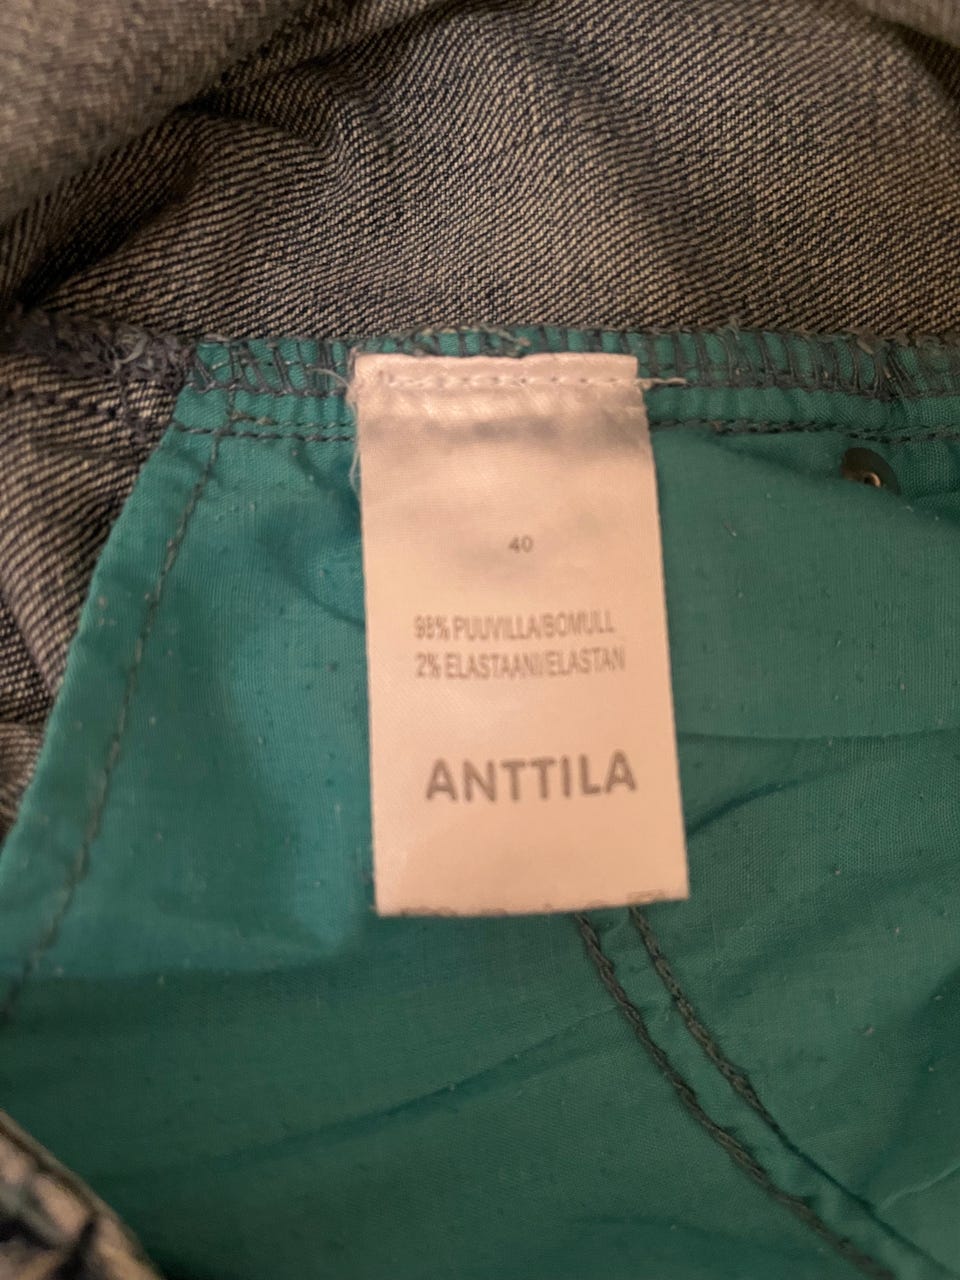 40
98% PUUVILLA/BOMULL
2% ELASTAANI/ELASTAN
ANTTILA